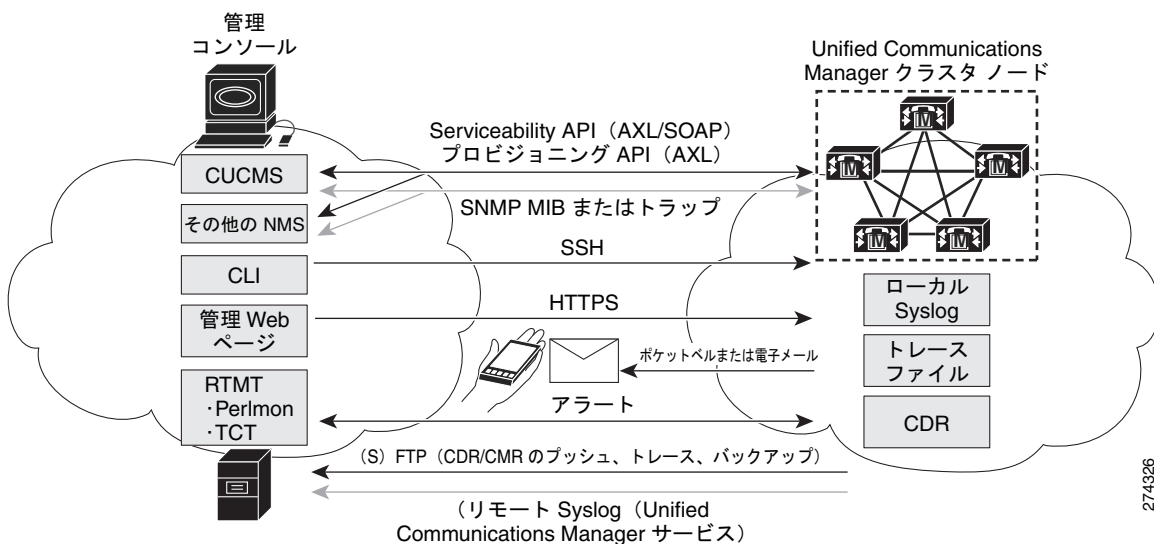 管理
コンソール
Unified Communications
Manager クラスタ ノード
Serviceability API（AXL/SOAP）
プロビジョニング API（AXL）
CUCMS
SNMP MIB またはトラップ
その他の NMS
SSH
CLI
ローカル
Syslog
HTTPS
管理 Web
ページ
ポケットベルまたは電子メール
トレース
ファイル
RTMT
·Perlmon
·TCT
アラート
CDR
（S）FTP（CDR/CMR のプッシュ、トレース、バックアップ）
（リモート Syslog（Unified
Communications Manager サービス）
274326